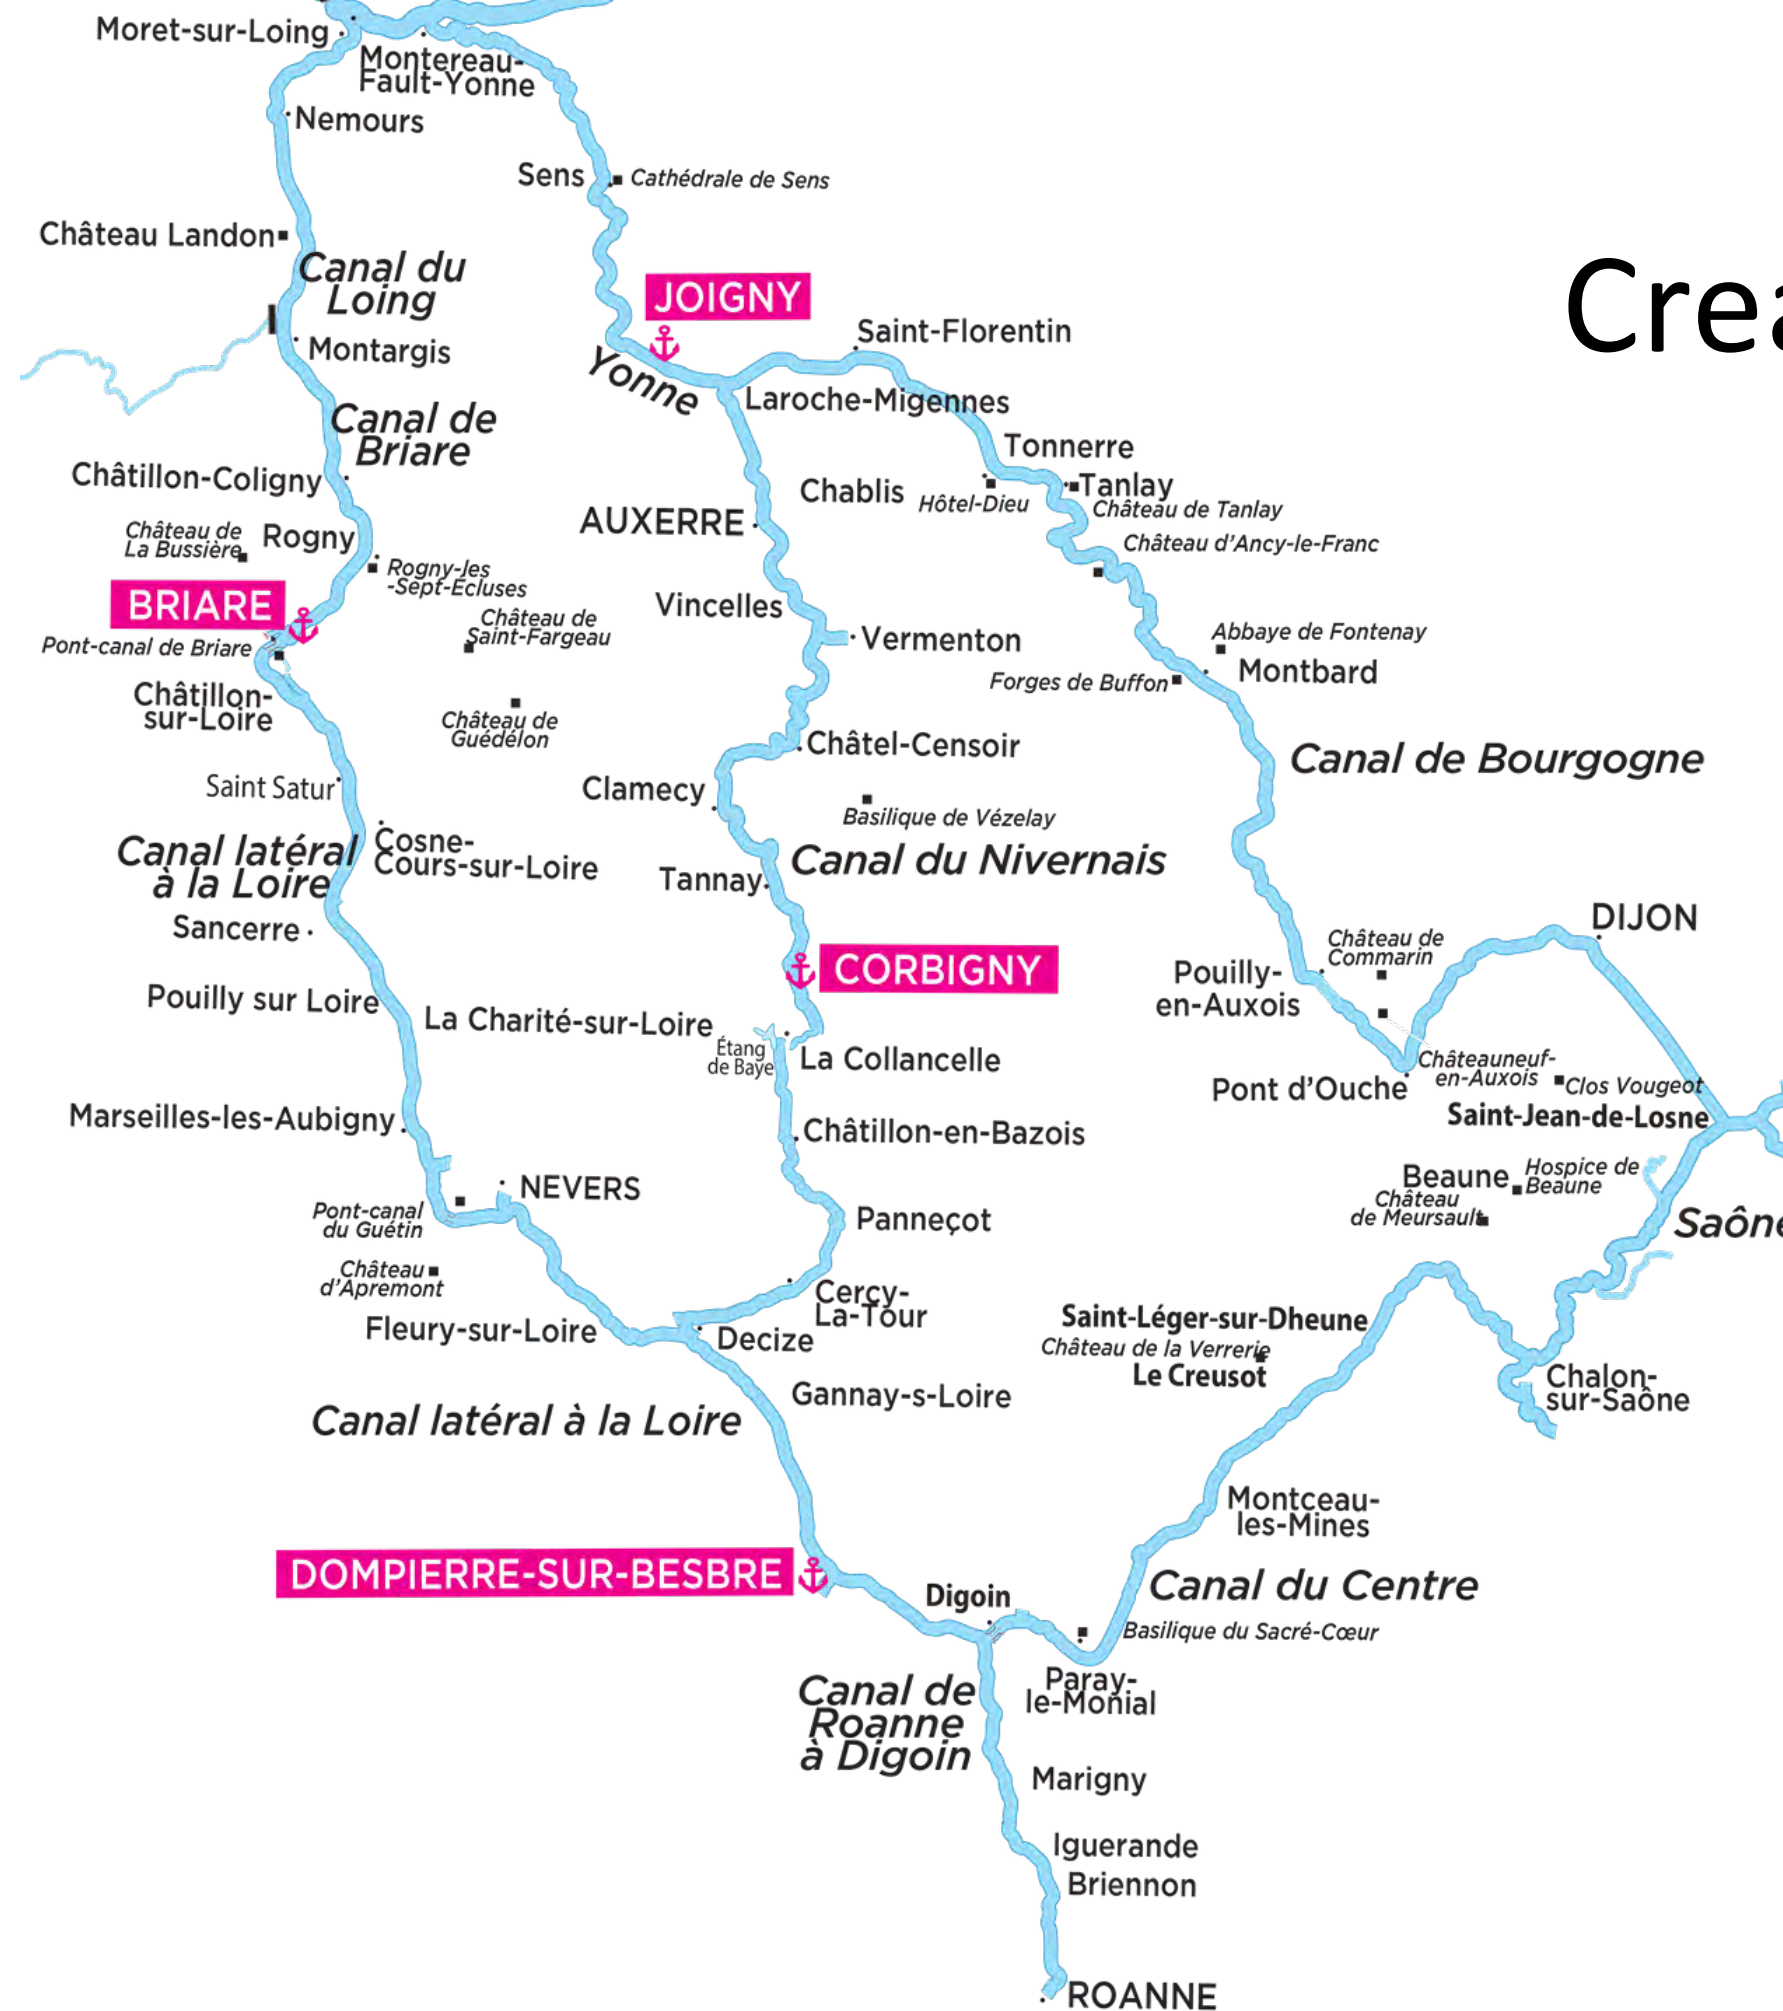 Moret-sur-Loing
Montereau-
Fault-Yonne
Nemours
Sens
Cathédrale de Sens
Château Landon
Canal du
Loing
JOIGNY
Crea
Saint-Florentin
Montargis
Yonne
Laroche-Migennes
Canal de
Briare
Tonnerre
Châtillon-Coligny
Chablis
Hôtel-Dieu
Tanlay
Château de Tanlay
AUXERRE
Château de
La Bussière
Rogny
Château d'Ancy-le-Franc
Rogny-les
-Sept-Ecluses
BRIARE
Vincelles
Château de
Saint-Fargeau
Pont-canal de Briare
Vermenton
Abbaye de Fontenay
Montbard
Forges de Buffon
Châtillon-
sur-Loire
Château de
Guédélon
Châtel-Censoir
Canal de Bourgogne
Saint Satur
Clamecy
Basilique de Vézelay
Cosne-
Cours-sur-Loire
Canal latéral
à la Loire
Canal du Nivernais
Tannay
Sancerre
DIJON
Château de
Commarin
CORBIGNY
Pouilly-
en-Auxois
Pouilly sur Loire
La Charité-sur-Loire
Étang
de Baye
La Collancelle
Châteauneuf-
en-Auxois
Clos Vougeot
Pont d'Ouche
Saint-Jean-de-Losne
Marseilles-les-Aubigny
Châtillon-en-Bazois
Beaune
Hospice de
Beaune
NEVERS
Château
de Meursault
Pont-canal
du Guétin
Panneçot
Saône
Château
d'Apremont
Cercy-
La-Tour
Fleury-sur-Loire
Decize
Saint-Léger-sur-Dheune
Château de la Verrerie
Le Creusot
Chalon-
sur-Saône
Gannay-s-Loire
Canal latéral à la Loire
Montceau-
les-Mines
DOMPIERRE-SUR-BESBRE
Digoin
Canal du Centre
Basilique du Sacré-Cœur
Paray-
le-Monial
Canal de
Roanne
à Digoin
Marigny
Iguerande
Briennon
ROANNE